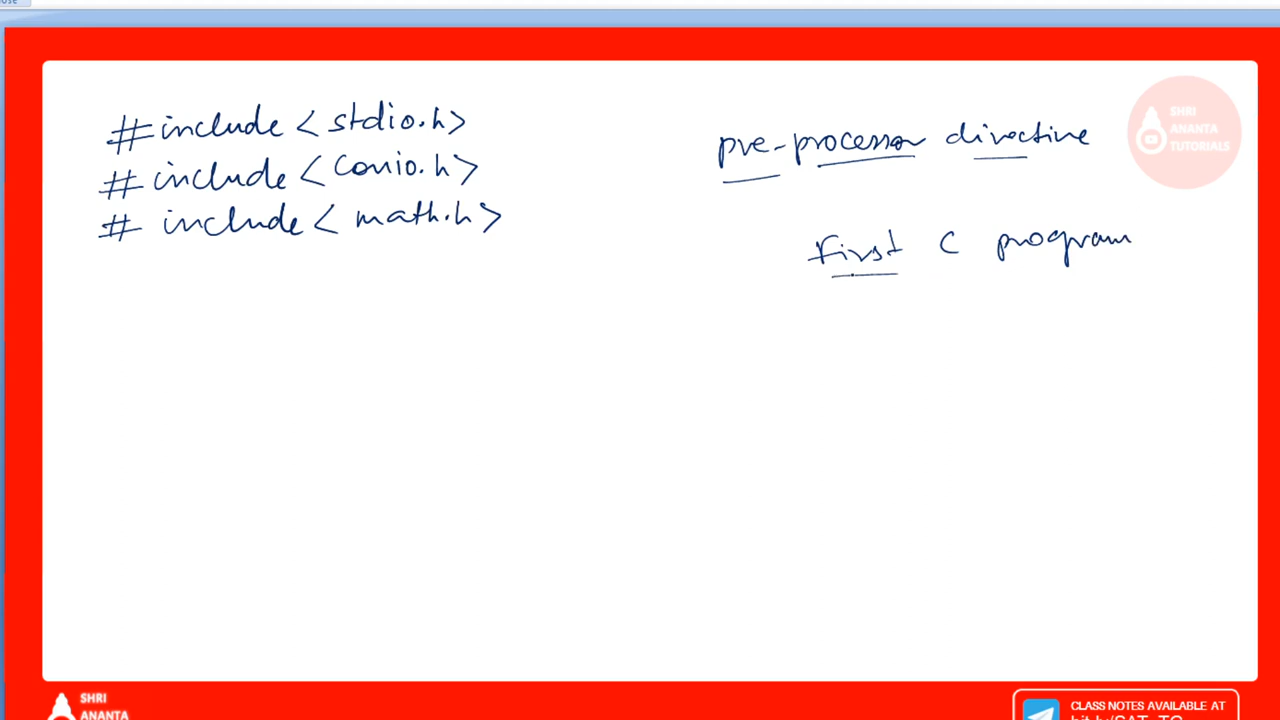 #include <stdio.h>
#include <conio.h>
# include < math.h>
pre-processor directive
First C program
SHRI
ANANTA
TUTORIALS
SHRI
ANANTA
CLASS NOTES AVAILABLE AT